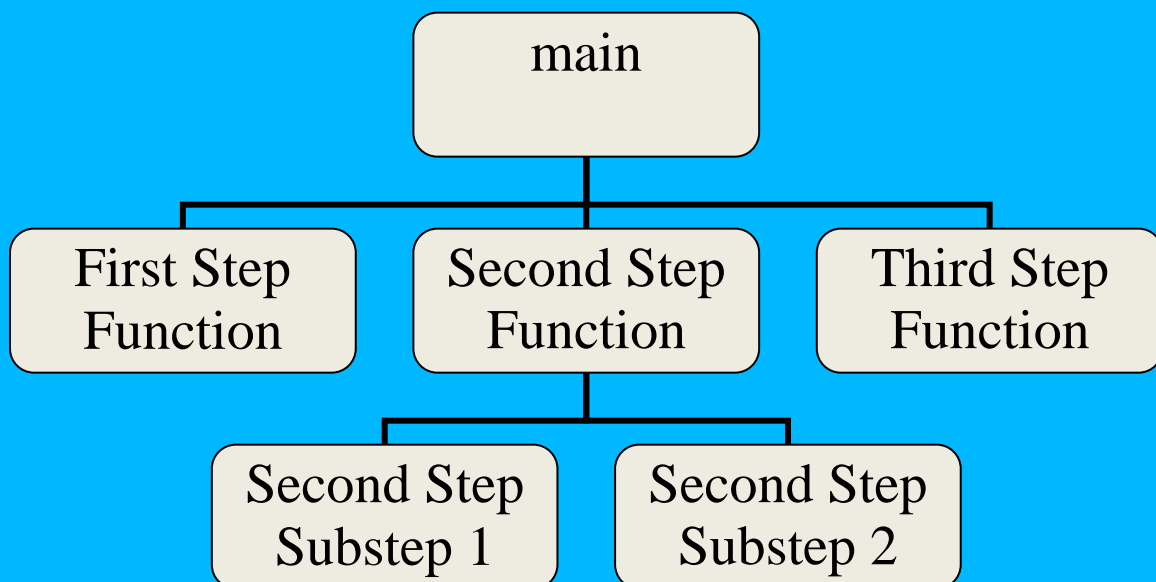 main
First Step
Function
Second Step
Function
Third Step
Function
Second Step
Substep 1
Second Step
Substep 2